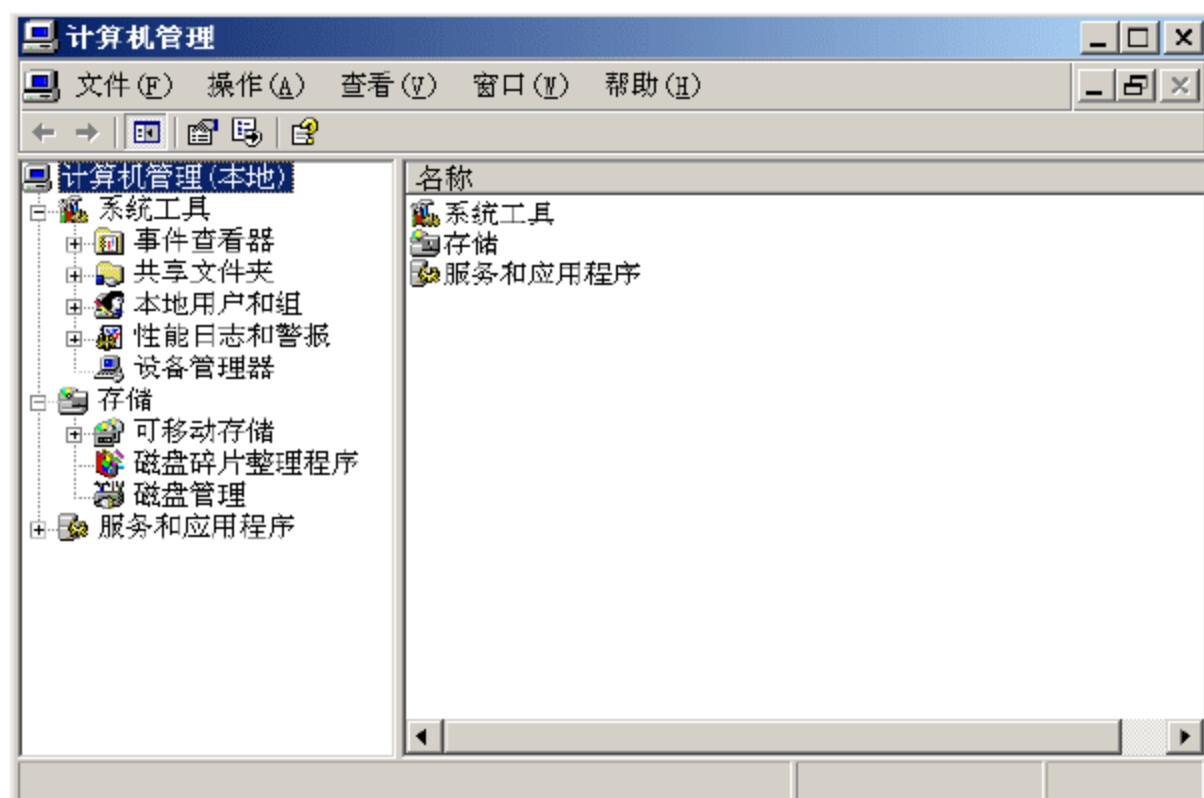 计算机管理
文件(F) 操作(A) 查看(V) 窗口(W) 帮助(H)
计算机管理(本地)
系统工具
事件查看器
共享文件夹
本地用户和组
性能日志和警报
设备管理器
存储
可移动存储
磁盘碎片整理程序
磁盘管理
服务和应用程序
名称
系统工具
存储
服务和应用程序